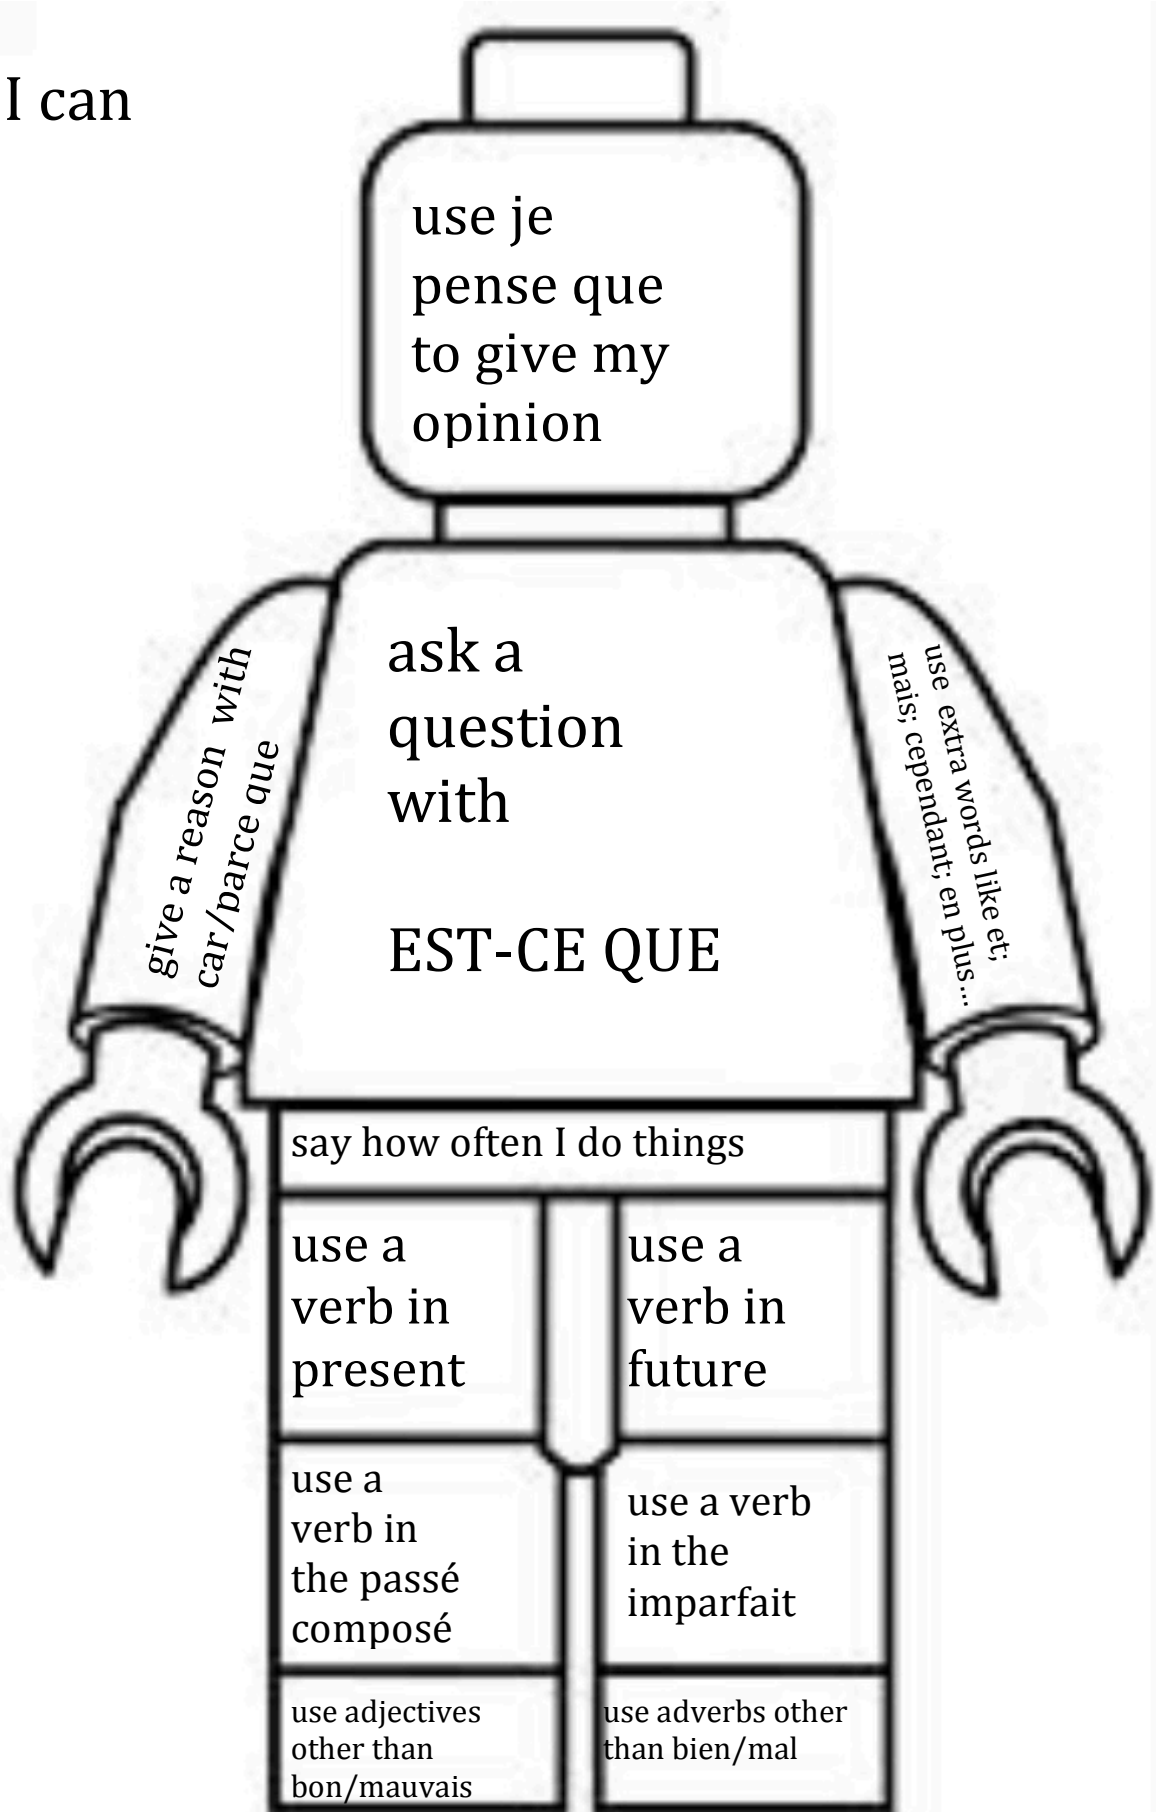 I can
use je
pense que
to give my
opinion
give a reason with
car/parce que
ask a
question
with
EST-CE QUE
use extra words like et;
mais; cependant; en plus...
say how often I do things
use a
verb in
present
use a
verb in
future
use a
verb in
the passé
composé
use a verb
in the
imparfait
use adjectives
other than
bon/mauvais
use adverbs other
than bien/mal